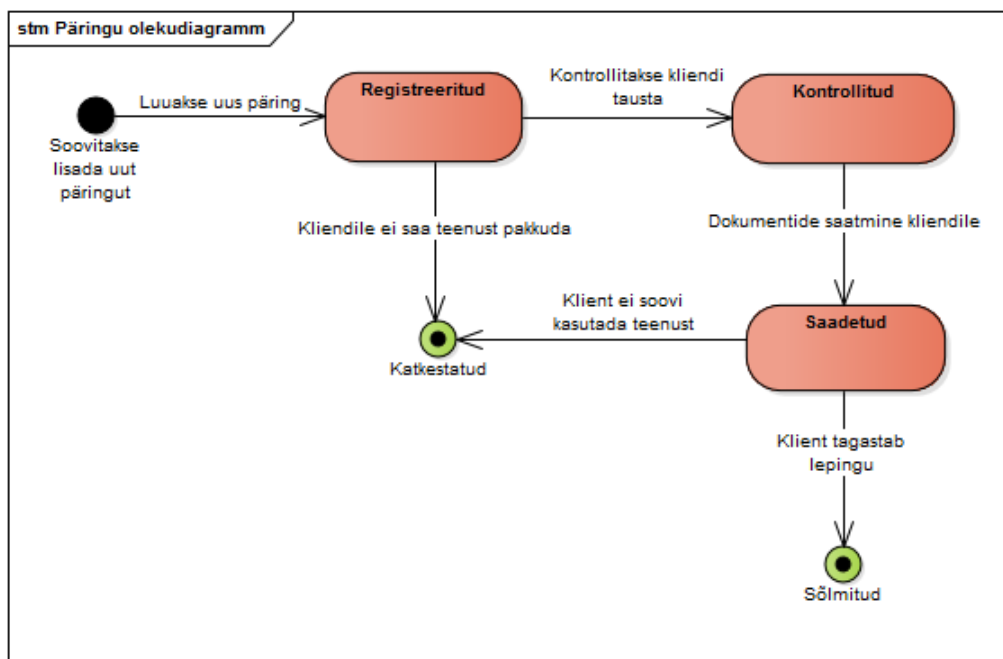 stm Päringu olekudiagramm
Luuakse uus päring
Registreeritud
Kontrollitakse kliendi
tausta
Kontrollitud
Soovitakse
lisada uut
päringut
Kliendile ei saa teenust pakkuda
Dokumentide saatmine kliendile
Klient ei soovi
kasutada teenust
Saadetud
Katkestatud
Klient tagastab
lepingu
Sõlmitud